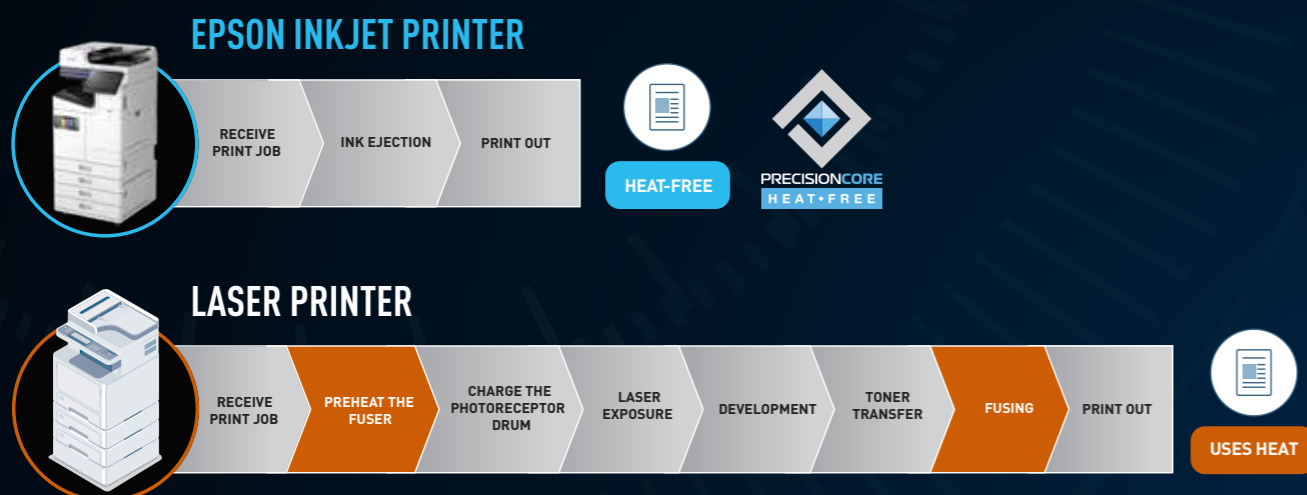 EPSON INKJET PRINTER
RECEIVE
PRINT JOB
INK EJECTION
PRINT OUT
HEAT-FREE
PRECISIONCORE
HEAT•FREE
LASER PRINTER
RECEIVE
PRINT JOB
PREHEAT THE
FUSER
CHARGE THE
PHOTORECEPTOR
DRUM
LASER
EXPOSURE
DEVELOPMENT
TONER
TRANSFER
FUSING
PRINT OUT
USES HEAT